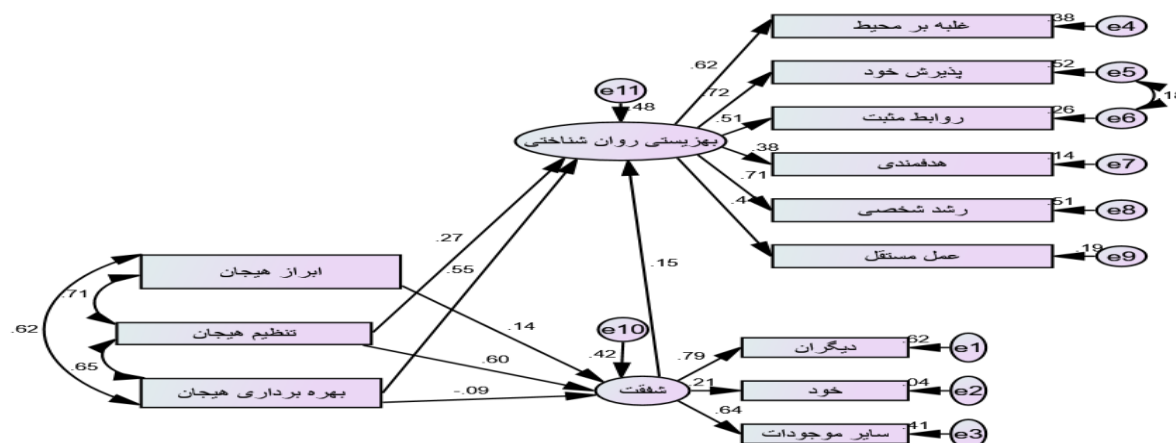 غلبه بر محیط
.38
e4
.62
پذیرش خود
.52
e5
.72
e11
.48
روابط مثبت
.26
e6
.18
.51
بهزیستی روان شناختی
هدفمندی
.14
e7
.38
رشد شخصی
.51
e8
.71
عمل مستقل
.19
e9
.4
.27
.55
.15
ابراز هیجان
.71
.62
تنظیم هیجان
.65
بهره برداری هیجان
.14
.60
-.09
e10
.42
شفقت
دیگران
.62
e1
.79
خود
.04
e2
.21
سایر موجودات
.41
e3
.64